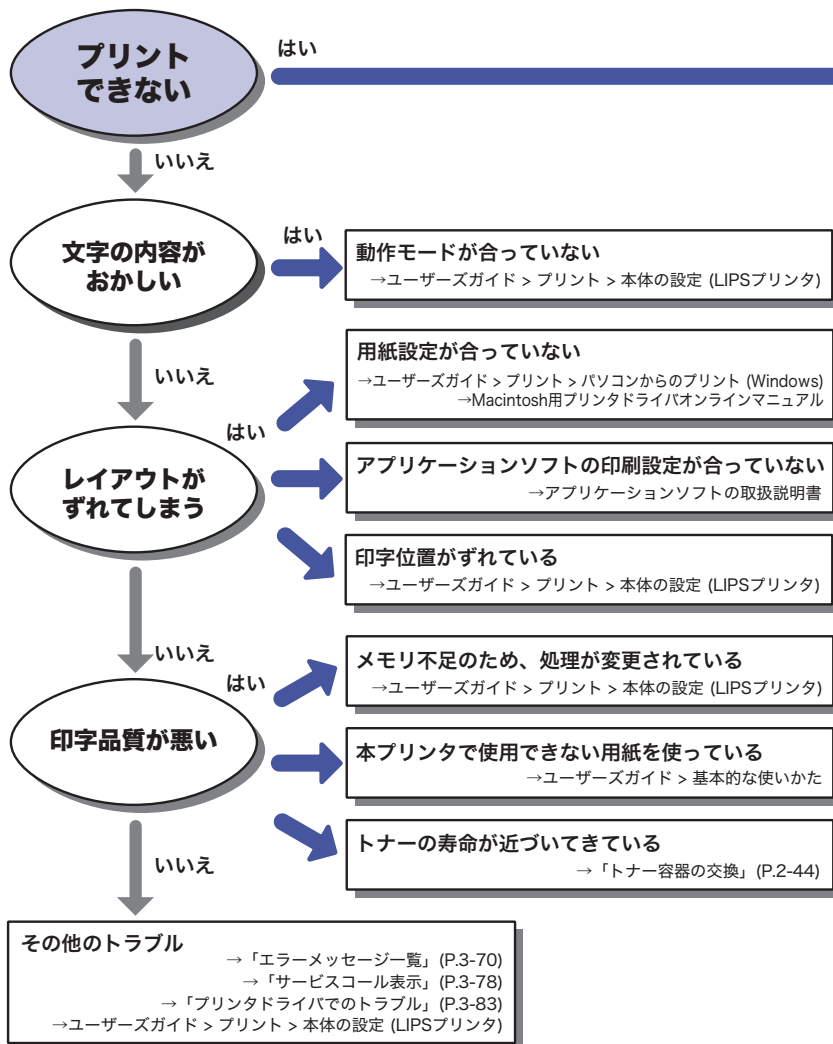 プリント
できない
はい
いいえ
文字の内容が
おかしい
はい
動作モードが合っていない
→ユーザーズガイド > プリント > 本体の設定 (LIPSプリンタ)
いいえ
レイアウトが
ずれてしまう
はい
用紙設定が合っていない
→ユーザーズガイド > プリント > パソコンからのプリント (Windows)
→Macintosh用プリンタドライバオンラインマニュアル
アプリケーションソフトの印刷設定が合っていない
→アプリケーションソフトの取扱説明書
印字位置がずれている
→ユーザーズガイド > プリント > 本体の設定 (LIPSプリンタ)
いいえ
印字品質が悪い
はい
メモリ不足のため、処理が変更されている
→ユーザーズガイド > プリント > 本体の設定 (LIPSプリンタ)
本プリンタで使用できない用紙を使っている
→ユーザーズガイド > 基本的な使いかた
トナーの寿命が近づいてきている
→「トナー容器の交換」(P.2-44)
いいえ
その他のトラブル
→「エラーメッセージ一覧」(P.3-70)
→「サービスコール表示」(P.3-78)
→「プリンタドライバでのトラブル」(P.3-83)
→ユーザーズガイド > プリント > 本体の設定 (LIPSプリンタ)